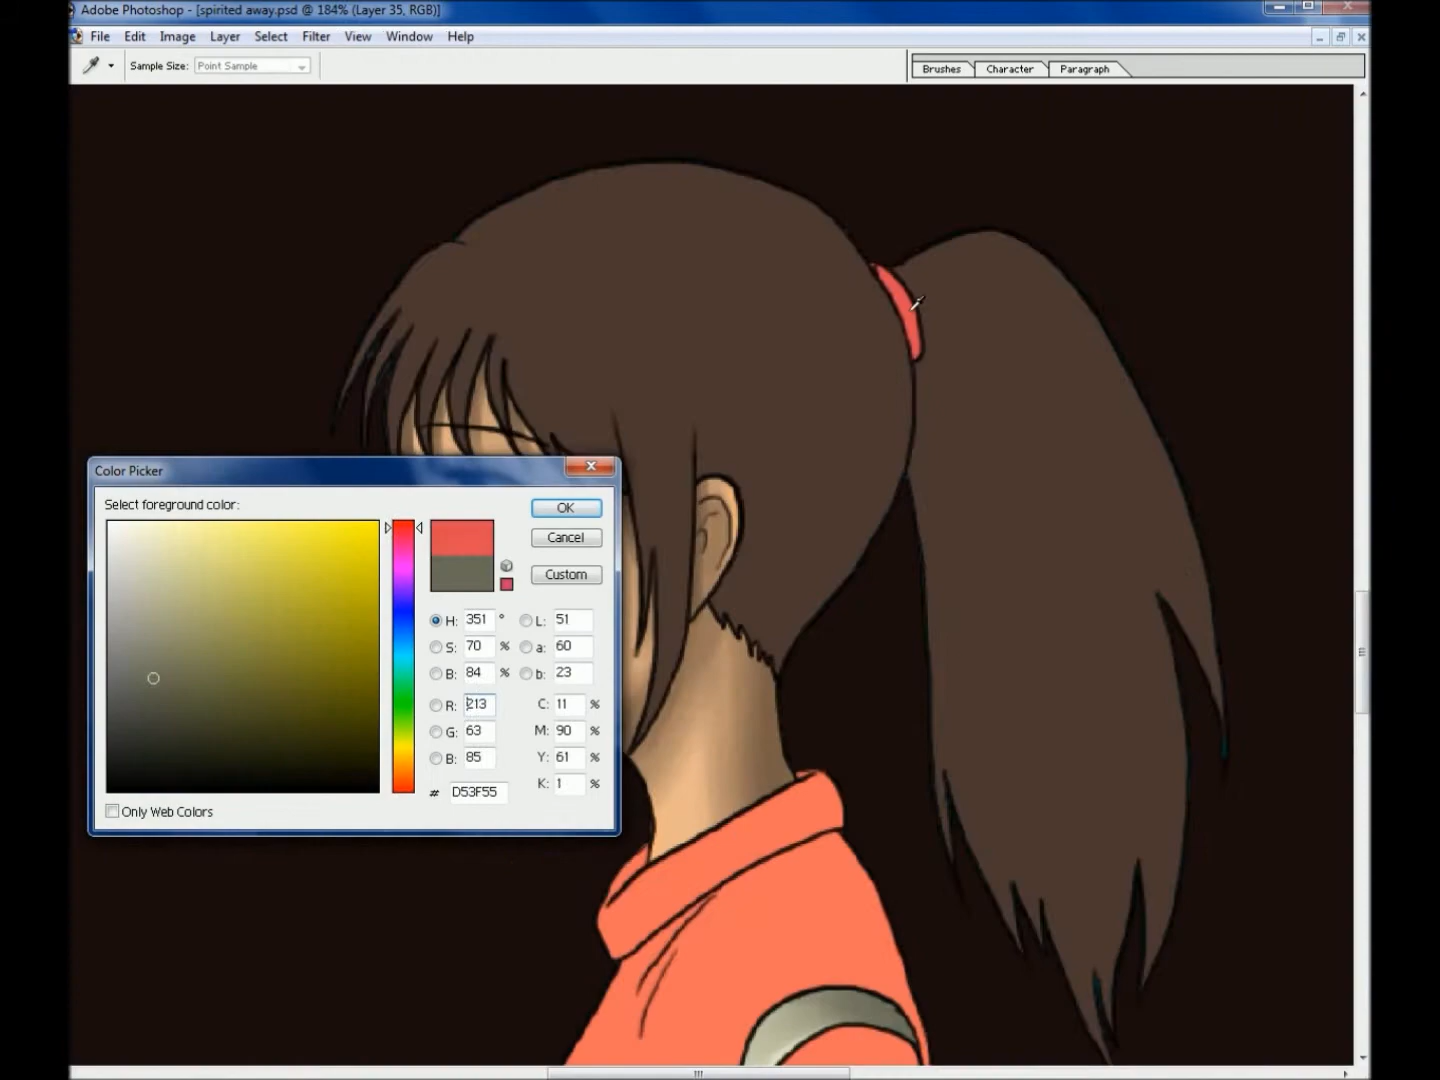 Adobe Photoshop - [spirited away.psd @ 184% (Layer 35, RGB)]
File Edit Image Layer Select Filter View Window Help
Sample Size: Point Sample
Brushes Character Paragraph
Color Picker
Select foreground color:
OK
Cancel
Custom
H: 351 ° L: 51
S: 70 % a: 60
B: 84 % b: 23
R: 213 C: 11 %
G: 63 M: 90 %
B: 85 Y: 61 %
# D53F55 K: 1 %
Only Web Colors